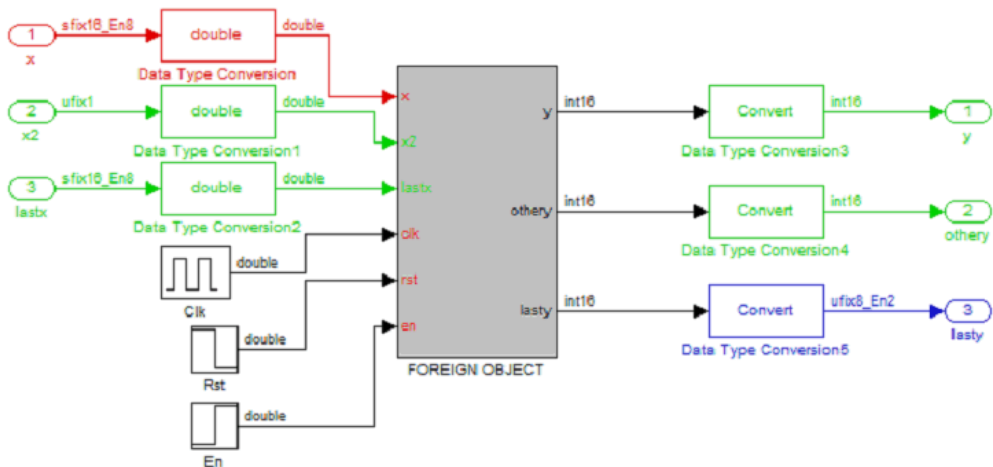 sfix16_En8
double
double
1
x
Data Type Conversion
ufix1
double
double
2
x2
Data Type Conversion1
sfix16_En8
double
double
3
lastx
Data Type Conversion2
double
Clk
double
Rst
double
En
x
x2
lastx
clk
rst
en
y
othery
lasty
FOREIGN OBJECT
int16
Convert
int16
1
y
Data Type Conversion3
int16
Convert
int16
2
othery
Data Type Conversion4
int16
Convert
ufix8_En2
3
lasty
Data Type Conversion5